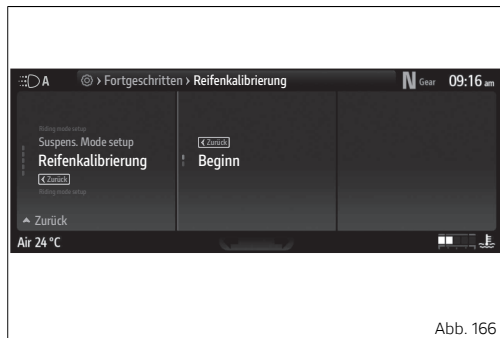 A > Fortgeschritten > Reifenkalibrierung N Gear 09:16 am
Riding mode setup
Suspens. Mode setup
Reifenkalibrierung
Zurück
Riding mode setup
Zurück
Beginn
Zurück
Air 24 °C
Abb. 166